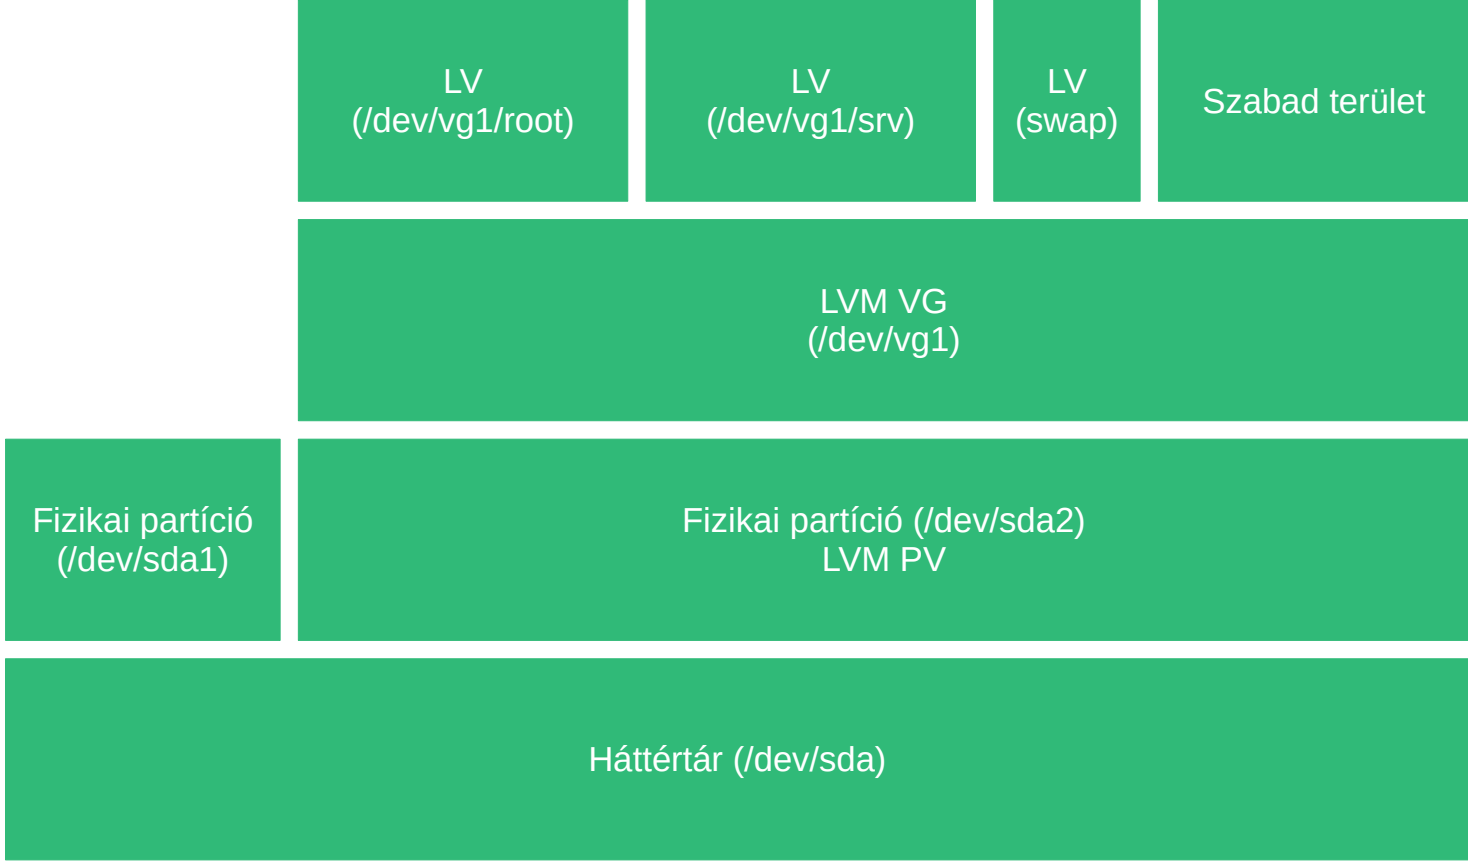 LV
(/dev/vg1/root)
LV
(/dev/vg1/srv)
LV
(swap)
Szabad terület
LVM VG
(/dev/vg1)
Fizikai partíció
(/dev/sda1)
Fizikai partíció (/dev/sda2)
LVM PV
Háttértár (/dev/sda)